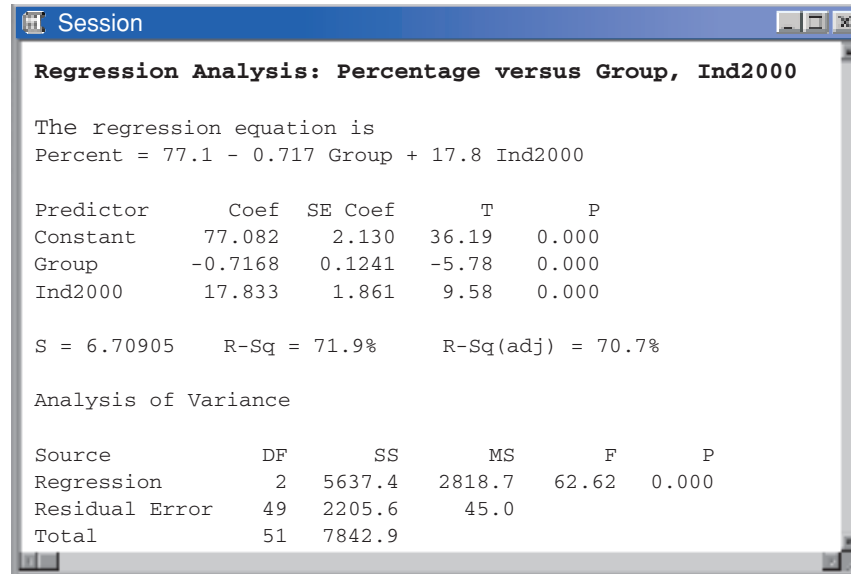 Session
Regression Analysis: Percentage versus Group, Ind2000
The regression equation is
Percent = 77.1 - 0.717 Group + 17.8 Ind2000
Predictor Coef SE Coef T P
Constant 77.082 2.130 36.19 0.000
Group -0.7168 0.1241 -5.78 0.000
Ind2000 17.833 1.861 9.58 0.000
S = 6.70905 R-Sq = 71.9% R-Sq(adj) = 70.7%
Analysis of Variance
Source DF SS MS F P
Regression 2 5637.4 2818.7 62.62 0.000
Residual Error 49 2205.6 45.0
Total 51 7842.9